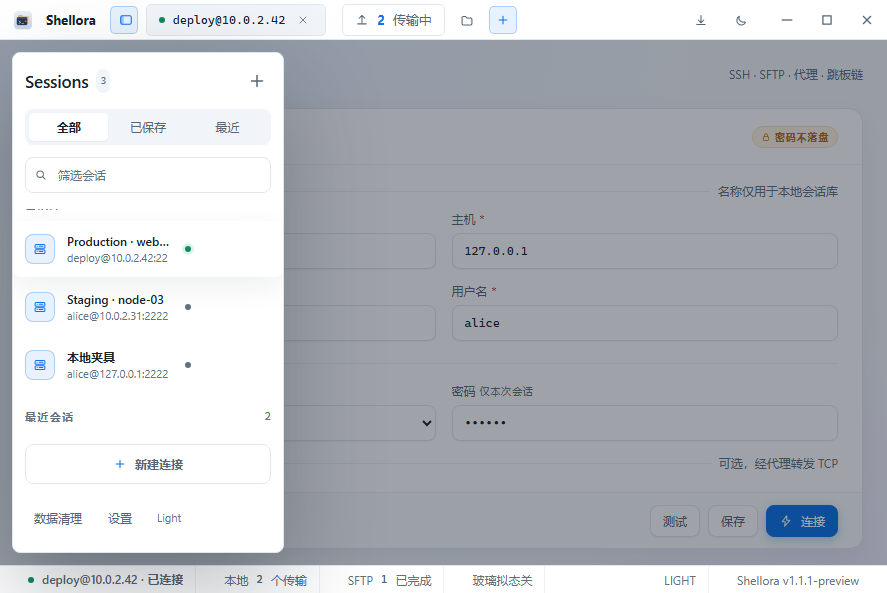 Shellora
deploy@10.0.2.42
2 传输中
SSH · SFTP · 代理 · 跳板链
Sessions 3
全部
已保存
最近
筛选会话
Production · web...
deploy@10.0.2.42:22
Staging · node-03
alice@10.0.2.31:2222
本地夹具
alice@127.0.0.1:2222
最近会话 2
新建连接
数据清理
设置
Light
密码不落盘
名称仅用于本地会话库
主机 *
127.0.0.1
用户名 *
alice
密码 仅本次会话
••••••
可选，经代理转发 TCP
测试
保存
连接
deploy@10.0.2.42 · 已连接
本地 2 个传输
SFTP 1 已完成
玻璃拟态关
LIGHT
Shellora v1.1.1-preview